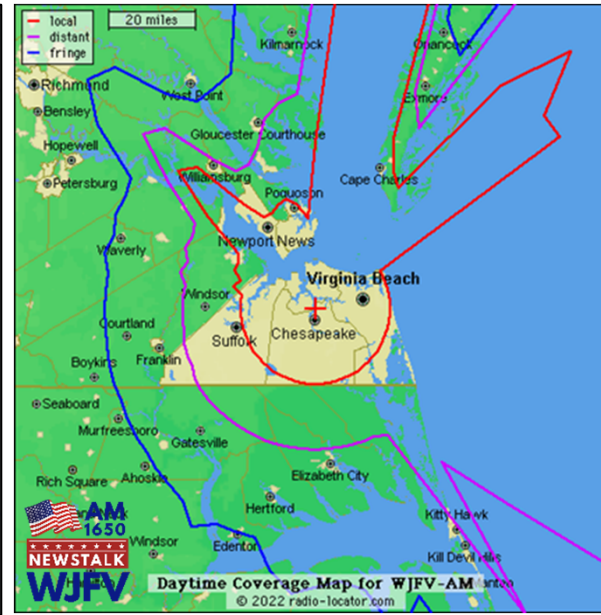 local
distant
fringe
20 miles
Kilmarnock
Onancock
Richmond
West Point
Exmore
Bensley
Gloucester Courthouse
Hopewell
Williamsburg
Cape Charles
Petersburg
Poquoson
Newport News
Waverly
Virginia Beach
Windsor
Courtland
Suffolk
Chesapeake
Franklin
Boykins
Seaboard
Murfreesboro
Gatesville
Ahoskie
Elizabeth City
Rich Square
Hertford
Kitty Hawk
AM
1650
Windsor
Edenton
Kill Devil Hills
NEWSTALK
WJFV
Daytime Coverage Map for WJFV-AM
© 2022 radio-locator.com